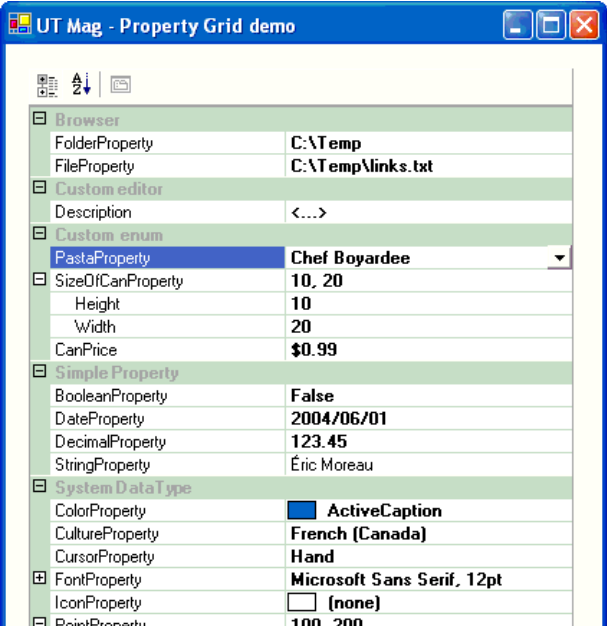 UT Mag - Property Grid demo
Browser
FolderProperty C:\Temp
FileProperty C:\Temp\links.txt
Custom editor
Description <...>
Custom enum
PastaProperty Chef Boyardee
SizeOfCanProperty 10, 20
Height 10
Width 20
CanPrice $0.99
Simple Property
BooleanProperty False
DateProperty 2004/06/01
DecimalProperty 123.45
StringProperty Éric Moreau
System DataType
ColorProperty ActiveCaption
CultureProperty French (Canada)
CursorProperty Hand
FontProperty Microsoft Sans Serif, 12pt
IconProperty (none)
PointProperty 100, 200